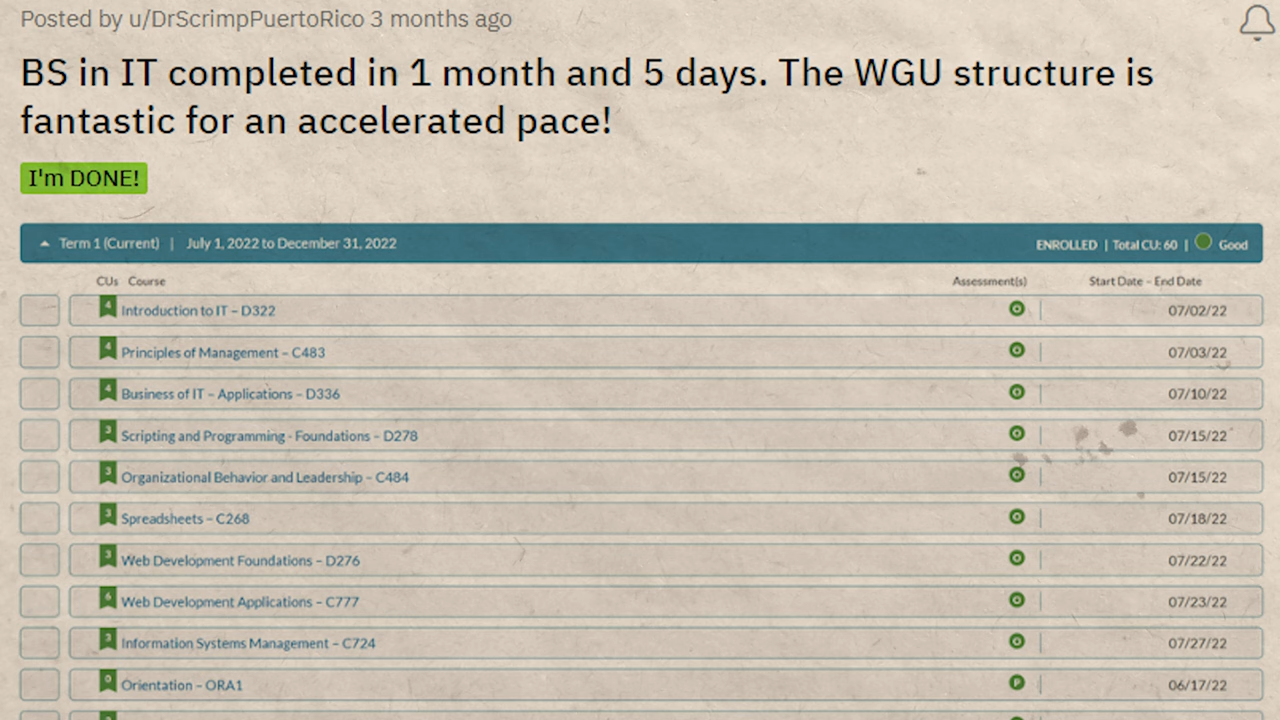 Posted by u/DrScrimpPuertoRico 3 months ago
BS in IT completed in 1 month and 5 days. The WGU structure is
fantastic for an accelerated pace!
I'm DONE!
Term 1 (Current) | July 1, 2022 to December 31, 2022 ENROLLED | Total CU: 60 | Good
CUs Course Assessment(s) Start Date - End Date
4 Introduction to IT – D322 O 07/02/22
4 Principles of Management – C483 O 07/03/22
4 Business of IT – Applications – D336 O 07/10/22
3 Scripting and Programming - Foundations – D278 O 07/15/22
3 Organizational Behavior and Leadership – C484 O 07/15/22
3 Spreadsheets – C268 O 07/18/22
3 Web Development Foundations – D276 O 07/22/22
6 Web Development Applications – C777 O 07/23/22
3 Information Systems Management – C724 O 07/27/22
0 Orientation – ORA1 P 06/17/22